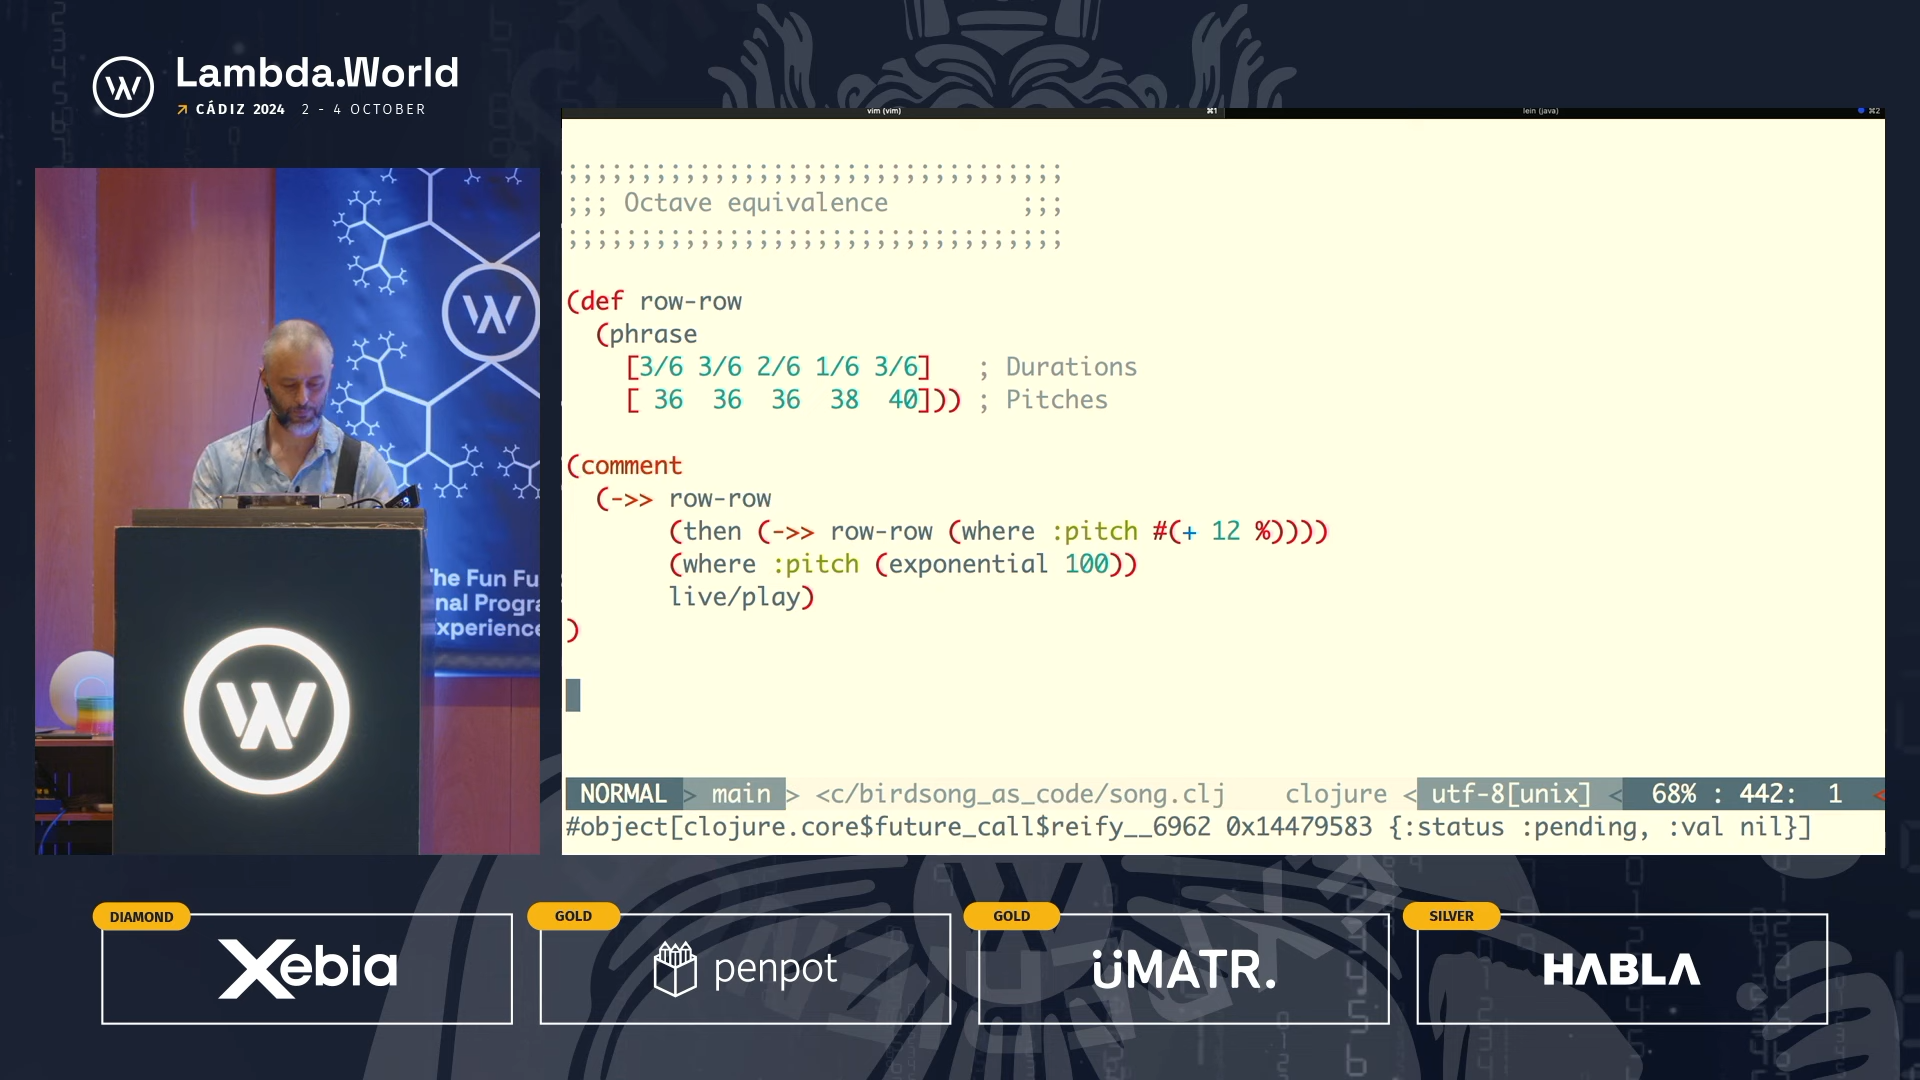 Lambda.World
CÁDIZ 2024 2 - 4 OCTOBER
vim (vim) ⌘1 lein (java) ⌘2
;;;;;;;;;;;;;;;;;;;;;;;;;;;;;;;;;;
;;; Octave equivalence         ;;;
;;;;;;;;;;;;;;;;;;;;;;;;;;;;;;;;;;
(def row-row
  (phrase
    [3/6 3/6 2/6 1/6 3/6]   ; Durations
    [ 36  36  36  38  40])) ; Pitches
(comment
  (->> row-row
       (then (->> row-row (where :pitch #(+ 12 %))))
       (where :pitch (exponential 100))
       live/play)
)
NORMAL > main > <c/birdsong_as_code/song.clj clojure < utf-8[unix] < 68% : 442: 1 <
#object[clojure.core$future_call$reify__6962 0x14479583 {:status :pending, :val nil}]
W
he Fun Fu
nal Progra
xperience
W
DIAMOND
Xebia
GOLD
penpot
GOLD
üMATR.
SILVER
HABLA